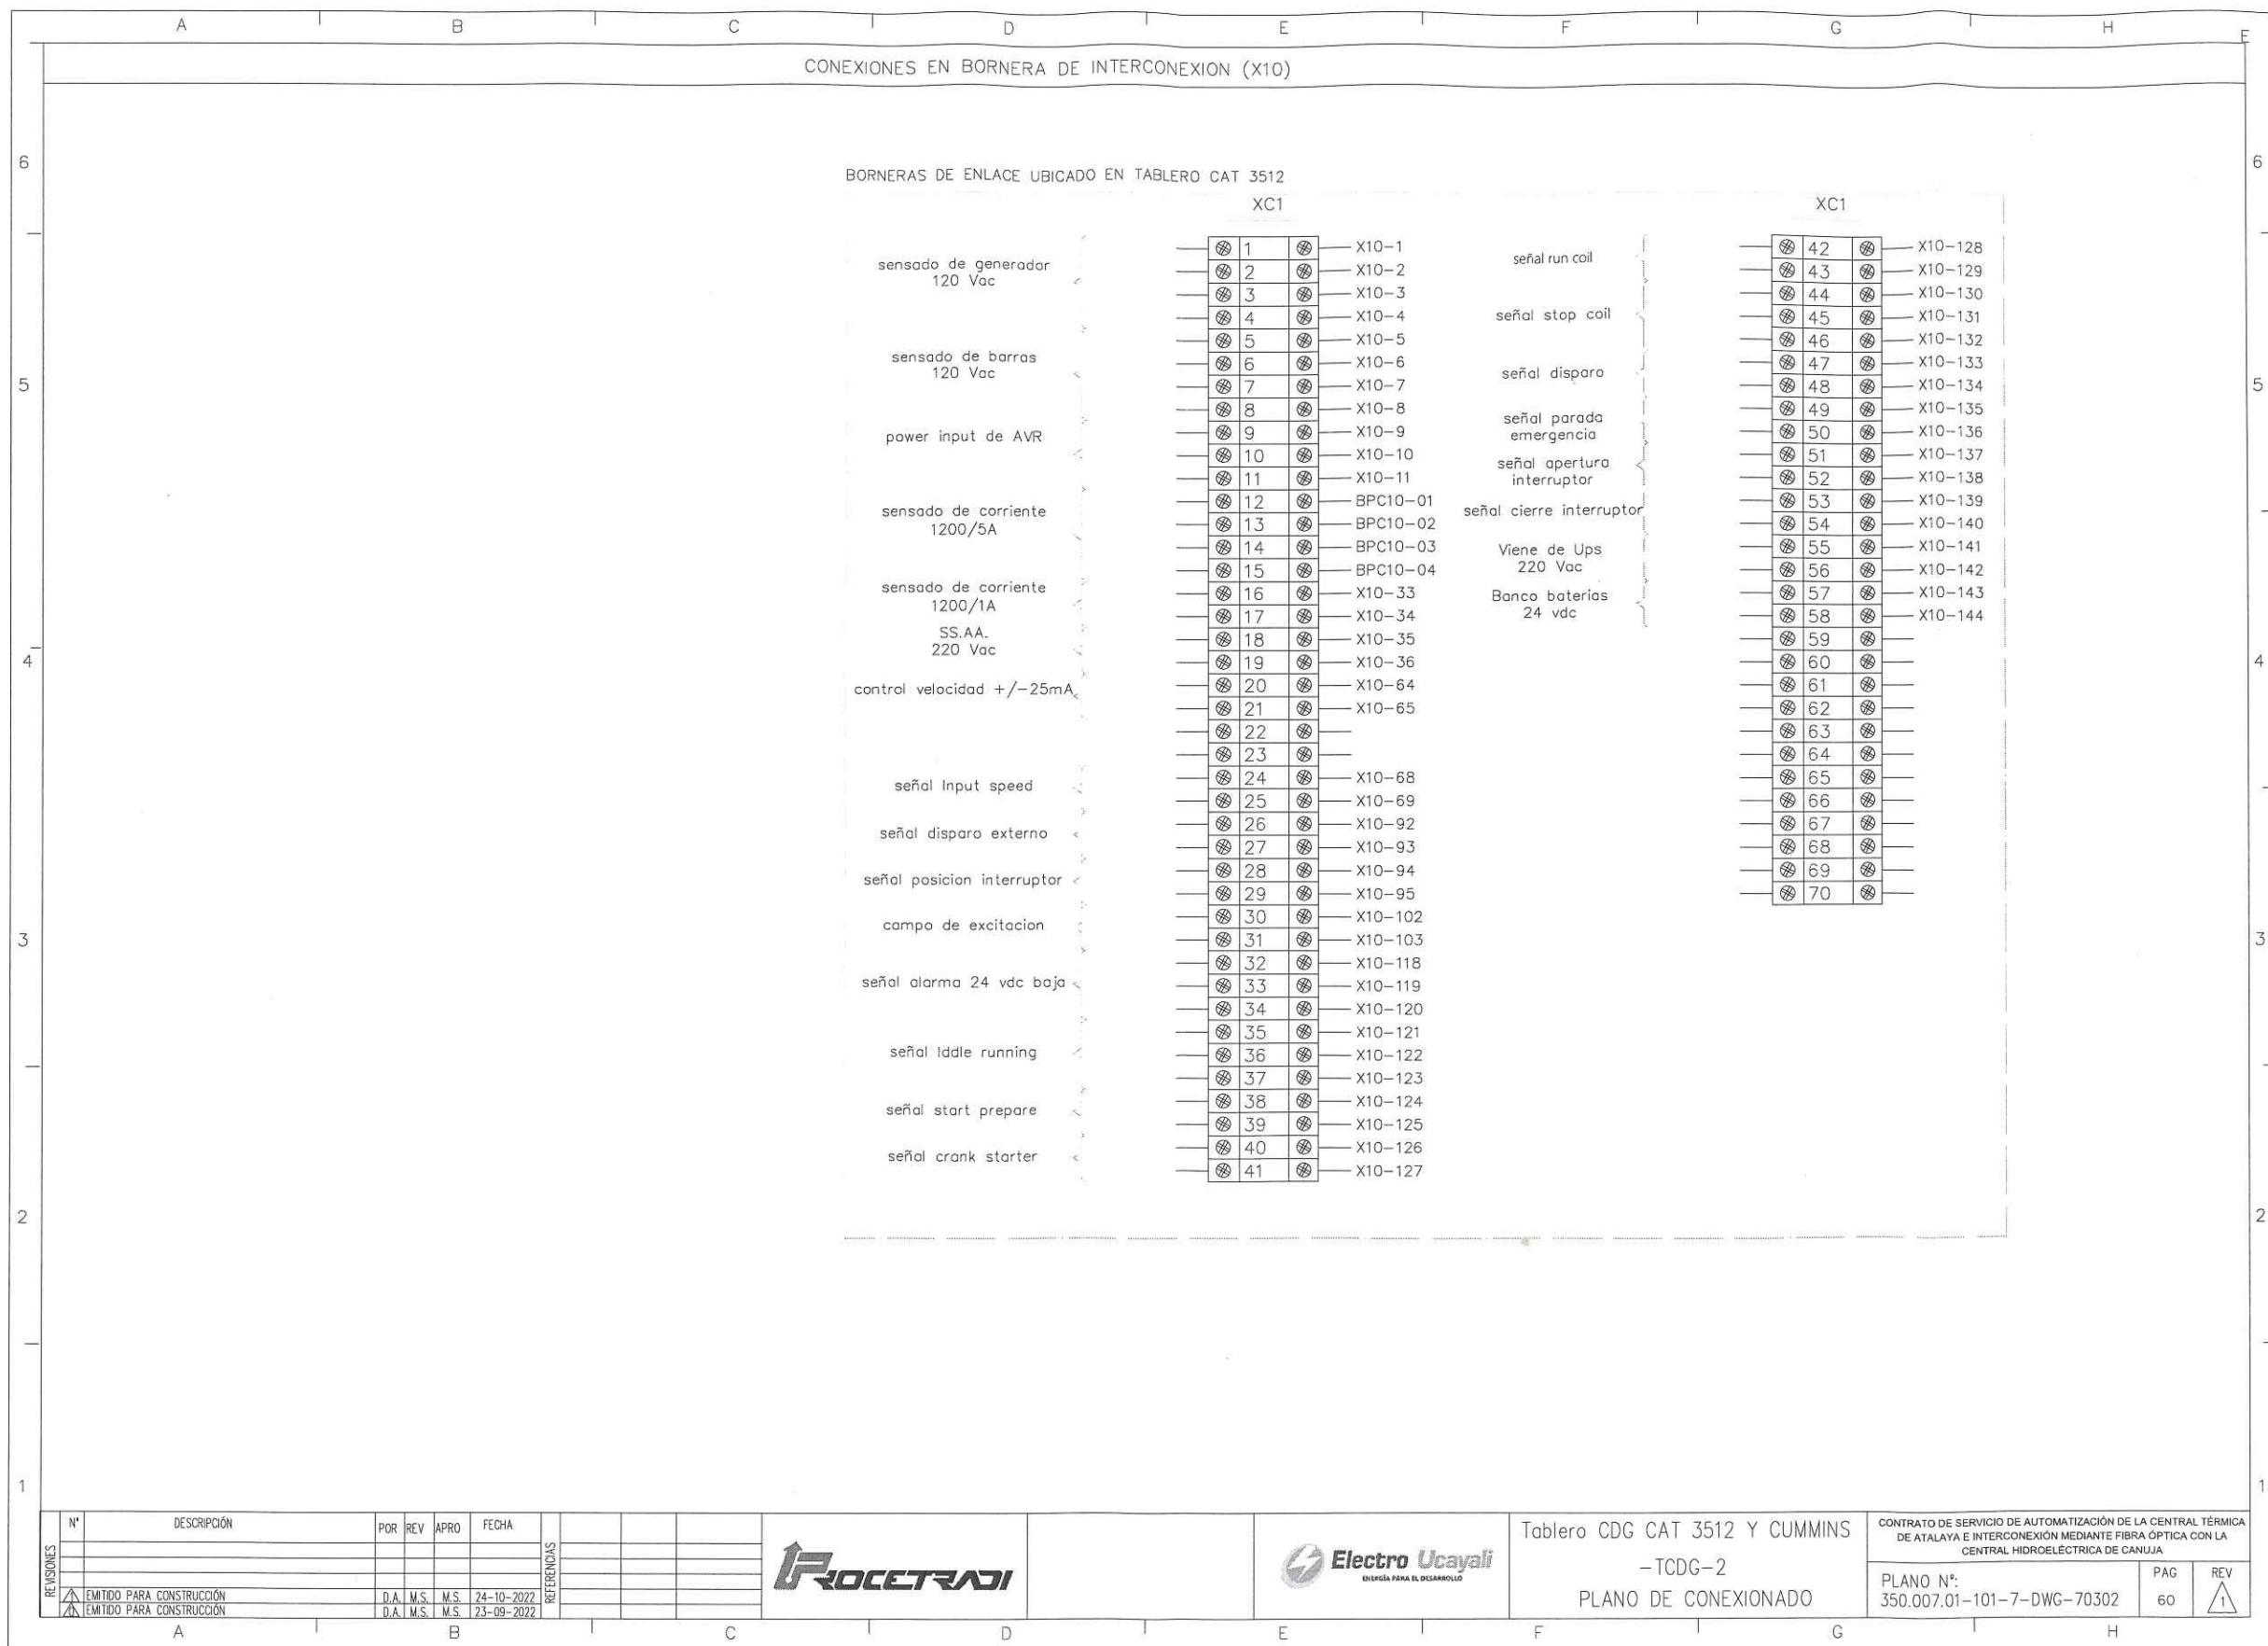 A B C D E F G H
E
CONEXIONES EN BORNERA DE INTERCONEXION (X10)
6 6
5 5
4 4
3 3
2 2
1 1
BORNERAS DE ENLACE UBICADO EN TABLERO CAT 3512
XC1
sensado de generador
120 Vac
sensado de barras
120 Vac
power input de AVR
sensado de corriente
1200/5A
sensado de corriente
1200/1A
SS.AA.
220 Vac
control velocidad +/-25mA
señal Input speed
señal disparo externo
señal posicion interruptor
campo de excitacion
señal alarma 24 vdc baja
señal Iddle running
señal start prepare
señal crank starter
1 X10-1
2 X10-2
3 X10-3
4 X10-4
5 X10-5
6 X10-6
7 X10-7
8 X10-8
9 X10-9
10 X10-10
11 X10-11
12 BPC10-01
13 BPC10-02
14 BPC10-03
15 BPC10-04
16 X10-33
17 X10-34
18 X10-35
19 X10-36
20 X10-64
21 X10-65
22
23
24 X10-68
25 X10-69
26 X10-92
27 X10-93
28 X10-94
29 X10-95
30 X10-102
31 X10-103
32 X10-118
33 X10-119
34 X10-120
35 X10-121
36 X10-122
37 X10-123
38 X10-124
39 X10-125
40 X10-126
41 X10-127
XC1
señal run coil
señal stop coil
señal disparo
señal parada
emergencia
señal apertura
interruptor
señal cierre interruptor
Viene de Ups
220 Vac
Banco baterias
24 vdc
42 X10-128
43 X10-129
44 X10-130
45 X10-131
46 X10-132
47 X10-133
48 X10-134
49 X10-135
50 X10-136
51 X10-137
52 X10-138
53 X10-139
54 X10-140
55 X10-141
56 X10-142
57 X10-143
58 X10-144
59
60
61
62
63
64
65
66
67
68
69
70
REVISIONES
N° DESCRIPCIÓN POR REV APRO FECHA
1 EMITIDO PARA CONSTRUCCIÓN D.A. M.S. M.S. 24-10-2022
0 EMITIDO PARA CONSTRUCCIÓN D.A. M.S. M.S. 23-09-2022
REFERENCIAS
PROCETRADI
Electro Ucayali
ENERGÍA PARA EL DESARROLLO
Tablero CDG CAT 3512 Y CUMMINS
-TCDG-2
PLANO DE CONEXIONADO
CONTRATO DE SERVICIO DE AUTOMATIZACIÓN DE LA CENTRAL TÉRMICA
DE ATALAYA E INTERCONEXIÓN MEDIANTE FIBRA ÓPTICA CON LA
CENTRAL HIDROELÉCTRICA DE CANUJA
PLANO N°:
350.007.01-101-7-DWG-70302
PAG
60
REV
1
A B C D E F G H